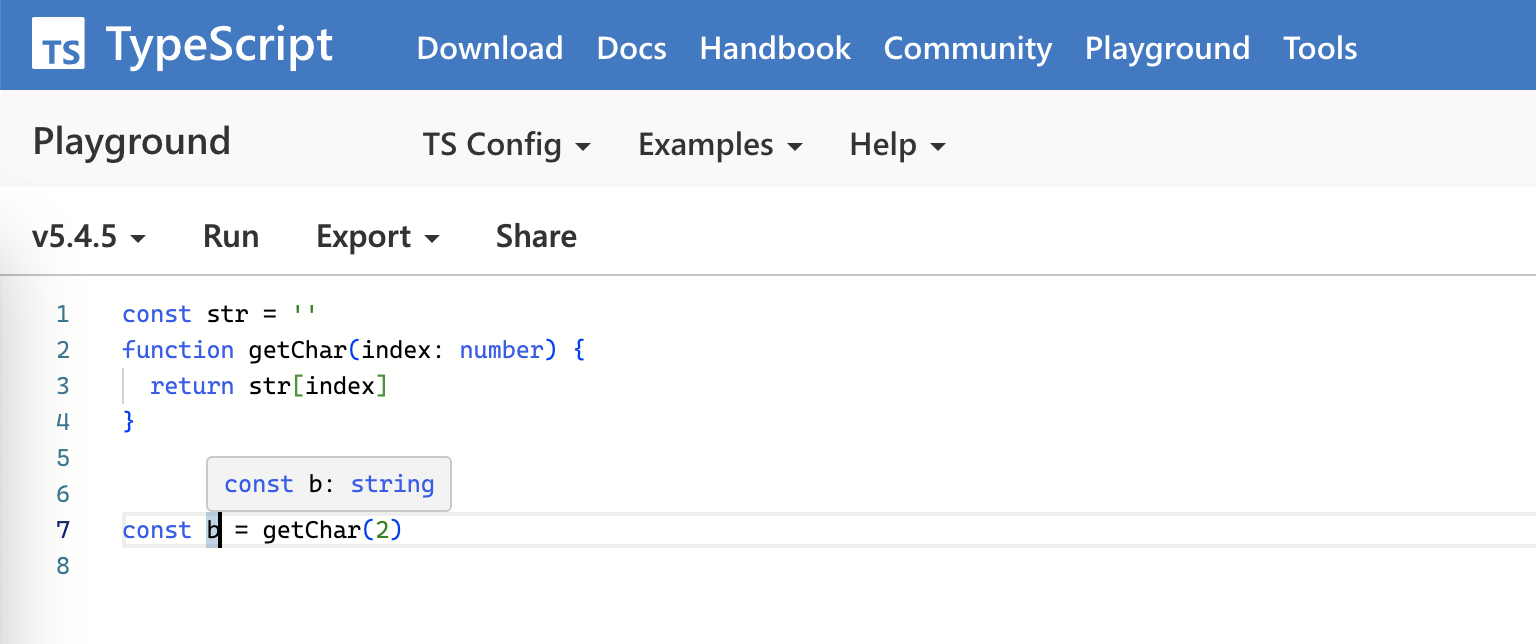 TS TypeScript Download Docs Handbook Community Playground Tools
Playground TS Config Examples Help
v5.4.5 Run Export Share
1 const str = ''
2 function getChar(index: number) {
3 return str[index]
4 }
5
6
const b: string
7 const b = getChar(2)
8